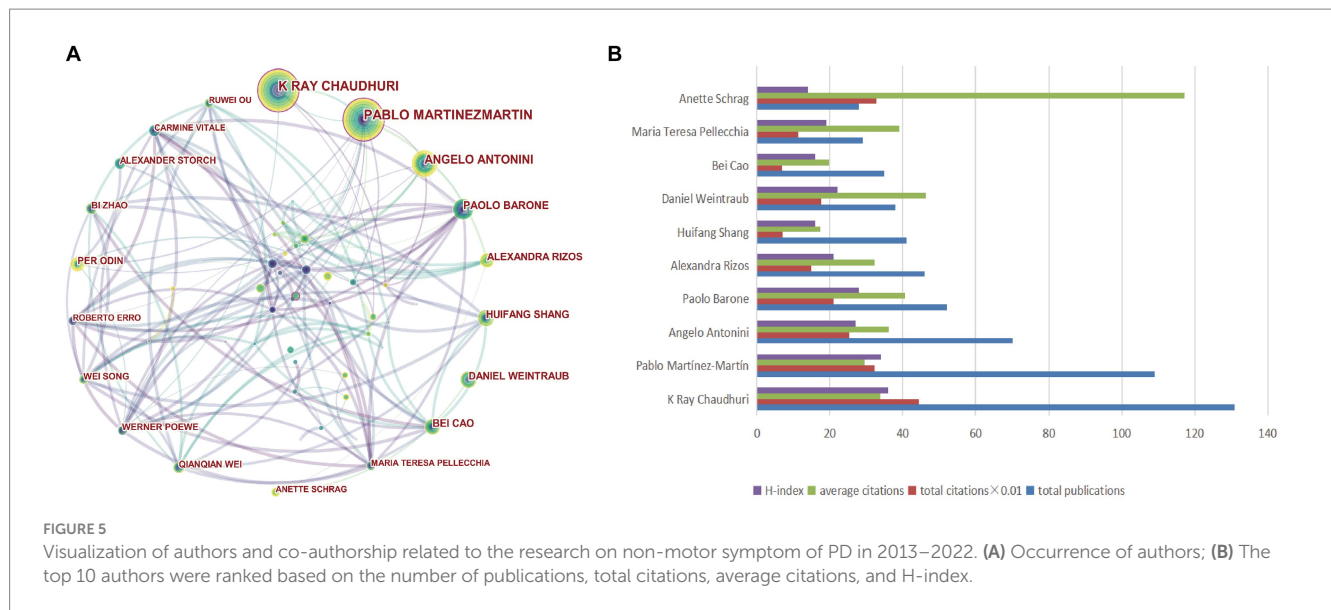 A
K RAY CHAUDHURI
PABLO MARTINEZMARTIN
RUWEI OU
CARMINE VITALE
ANGELO ANTONINI
ALEXANDER STORCH
BI ZHAO
PAOLO BARONE
PER ODIN
ALEXANDRA RIZOS
ROBERTO ERRO
HUIFANG SHANG
WEI SONG
DANIEL WEINTRAUB
WERNER POEWE
BEI CAO
QIANQIAN WEI
MARIA TERESA PELLECCHIA
ANETTE SCHRAG
B
Anette Schrag
Maria Teresa Pellecchia
Bei Cao
Daniel Weintraub
Huifang Shang
Alexandra Rizos
Paolo Barone
Angelo Antonini
Pablo Martínez-Martín
K Ray Chaudhuri
0 20 40 60 80 100 120 140
H-index average citations total citations×0.01 total publications
FIGURE 5
Visualization of authors and co-authorship related to the research on non-motor symptom of PD in 2013–2022. (A) Occurrence of authors; (B) The
top 10 authors were ranked based on the number of publications, total citations, average citations, and H-index.